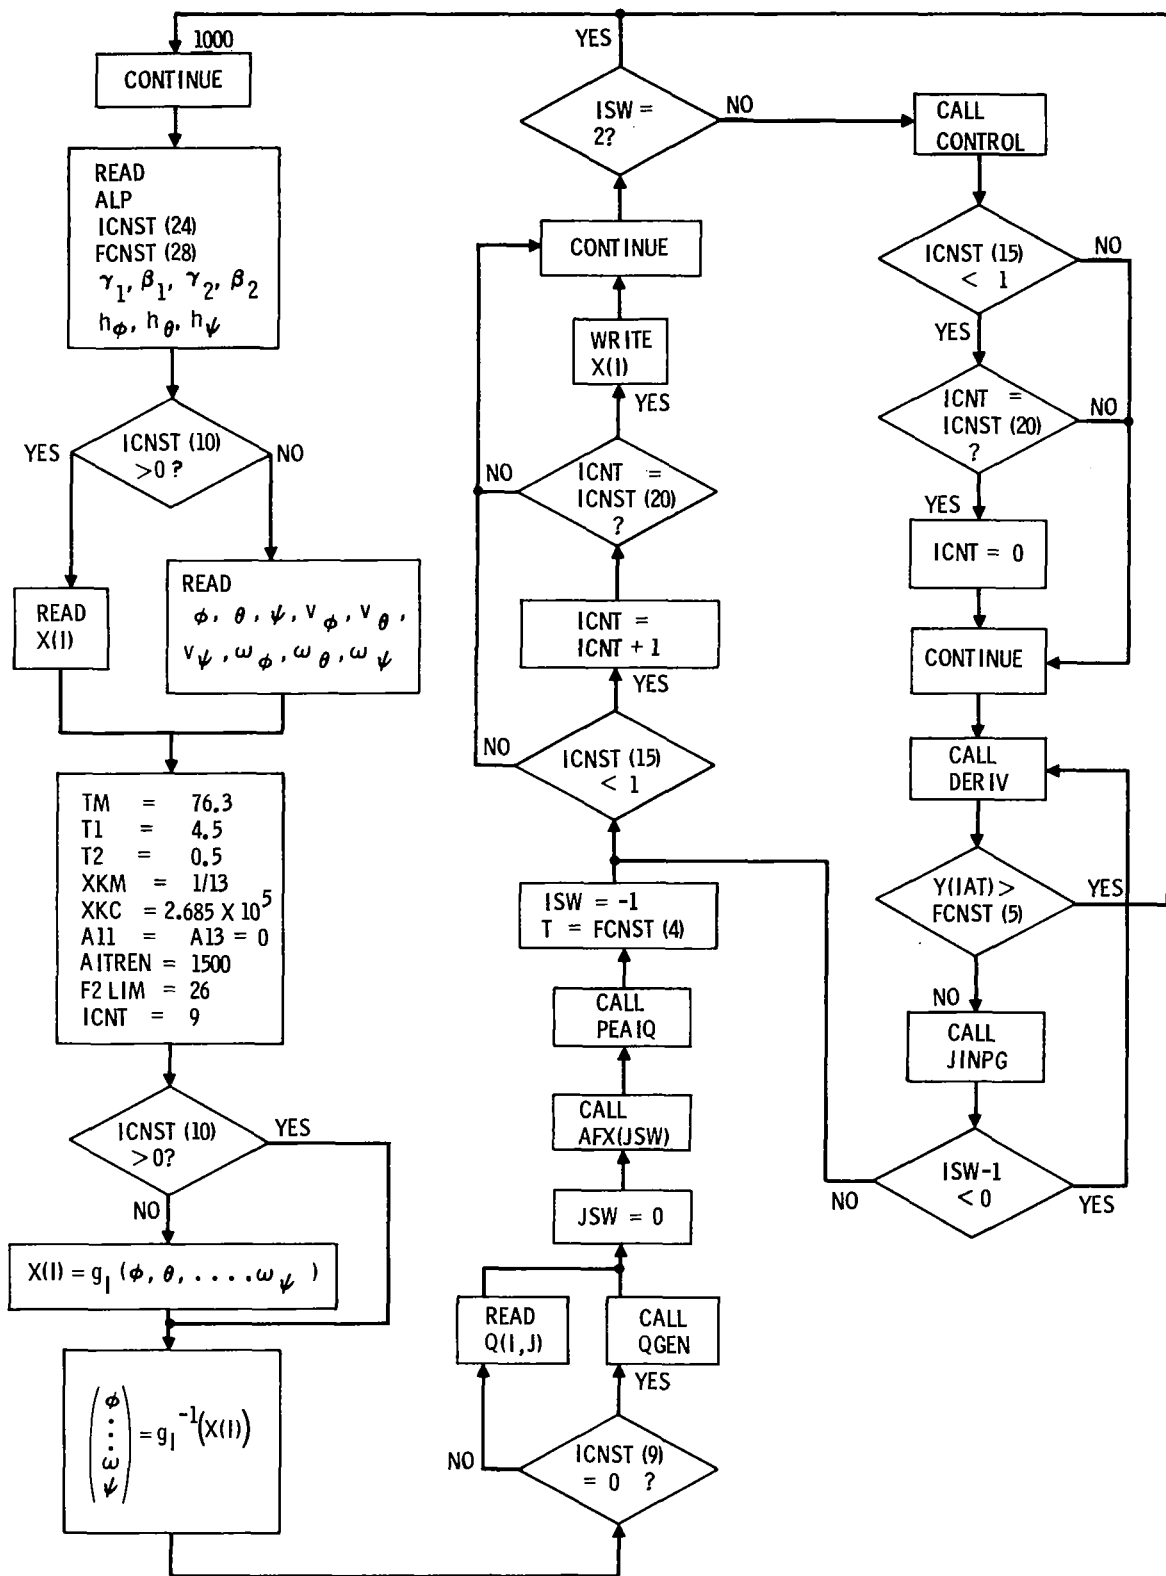 1000
CONTINUE
READ
ALP
ICNST (24)
FCNST (28)
γ1, β1, γ2, β2
hϕ, hθ, hψ
ICNST (10)
>0 ?
YES
NO
READ
X(I)
READ
ϕ, θ, ψ, vϕ, vθ,
vψ, ωϕ, ωθ, ωψ
TM = 76.3
T1 = 4.5
T2 = 0.5
XKM = 1/13
XKC = 2.685 X 10^5
A11 = A13 = 0
AITREN = 1500
F2 LIM = 26
ICNT = 9
ICNST (10)
>0?
YES
NO
X(I) = g1 (ϕ, θ, . . . . ωψ )
ϕ
.
.
.
ω
ψ
= g1^-1(X(I))
YES
ISW =
2?
NO
CONTINUE
WRITE
X(I)
YES
NO
ICNT =
ICNST (20)
?
ICNT =
ICNT + 1
YES
NO
ICNST (15)
< 1
ISW = -1
T = FCNST (4)
CALL
PEAIQ
CALL
AFX(JSW)
JSW = 0
READ
Q(I,J)
CALL
QGEN
YES
NO
ICNST (9)
= 0 ?
CALL
CONTROL
ICNST (15)
< 1
NO
YES
ICNT =
ICNST (20)
?
NO
YES
ICNT = 0
CONTINUE
CALL
DERIV
Y(IAT) >
FCNST (5)
YES
NO
CALL
JINPG
ISW-1
< 0
NO
YES